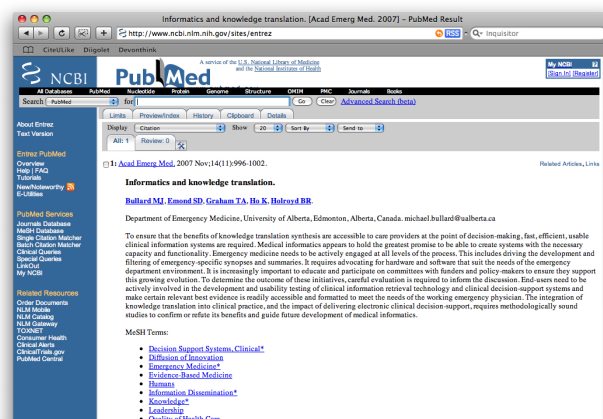 Informatics and knowledge translation. [Acad Emerg Med. 2007] - PubMed Result
http://www.ncbi.nlm.nih.gov/sites/entrez RSS Q- Inquisitor
CiteULike Diigolet Devonthink
NCBI PubMed
A service of the U.S. National Library of Medicine
and the National Institutes of Health
My NCBI
[Sign In] [Register]
All Databases PubMed Nucleotide Protein Genome Structure OMIM PMC Journals Books
Search PubMed for Go Clear Advanced Search (beta)
Limits Preview/Index History Clipboard Details
Display Citation Show 20 Sort By Send to
All: 1 Review: 0
About Entrez
Text Version
Entrez PubMed
Overview
Help | FAQ
Tutorials
New/Noteworthy
E-Utilities
PubMed Services
Journals Database
MeSH Database
Single Citation Matcher
Batch Citation Matcher
Clinical Queries
Special Queries
LinkOut
My NCBI
Related Resources
Order Documents
NLM Mobile
NLM Catalog
NLM Gateway
TOXNET
Consumer Health
Clinical Alerts
ClinicalTrials.gov
PubMed Central
1: Acad Emerg Med. 2007 Nov;14(11):996-1002. Related Articles, Links
Informatics and knowledge translation.
Bullard MJ, Emond SD, Graham TA, Ho K, Holroyd BR.
Department of Emergency Medicine, University of Alberta, Edmonton, Alberta, Canada. michael.bullard@ualberta.ca
To ensure that the benefits of knowledge translation synthesis are accessible to care providers at the point of decision-making, fast, efficient, usable
clinical information systems are required. Medical informatics appears to hold the greatest promise to be able to create systems with the necessary
capacity and functionality. Emergency medicine needs to be actively engaged at all levels of the process. This includes driving the development and
filtering of emergency-specific synopses and summaries. It requires advocating for hardware and software that suit the needs of the emergency
department environment. It is increasingly important to educate and participate on committees with funders and policy-makers to ensure they support
this growing evolution. To determine the outcome of these initiatives, careful evaluation is required to inform the discussion. End-users need to be
actively involved in the development and usability testing of clinical information retrieval technology and clinical decision-support systems and
make certain relevant best evidence is readily accessible and formatted to meet the needs of the working emergency physician. The integration of
knowledge translation into clinical practice, and the impact of delivering electronic clinical decision-support, requires methodologically sound
studies to confirm or refute its benefits and guide future development of medical informatics.
MeSH Terms:
Decision Support Systems, Clinical*
Diffusion of Innovation
Emergency Medicine*
Evidence-Based Medicine
Humans
Information Dissemination*
Knowledge*
Leadership
Quality of Health Care